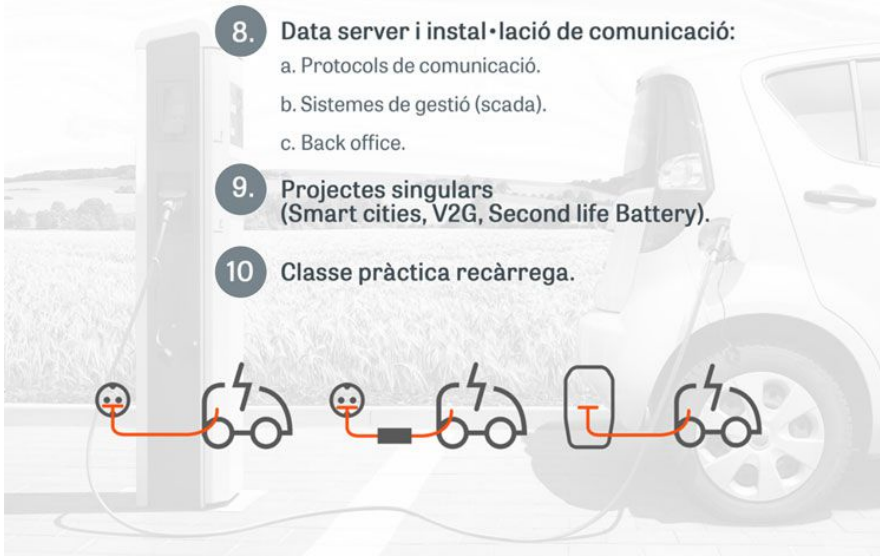 8. Data server i instal•lació de comunicació:
a. Protocols de comunicació.
b. Sistemes de gestió (scada).
c. Back office.
9. Projectes singulars
(Smart cities, V2G, Second life Battery).
10 Classe pràctica recàrrega.